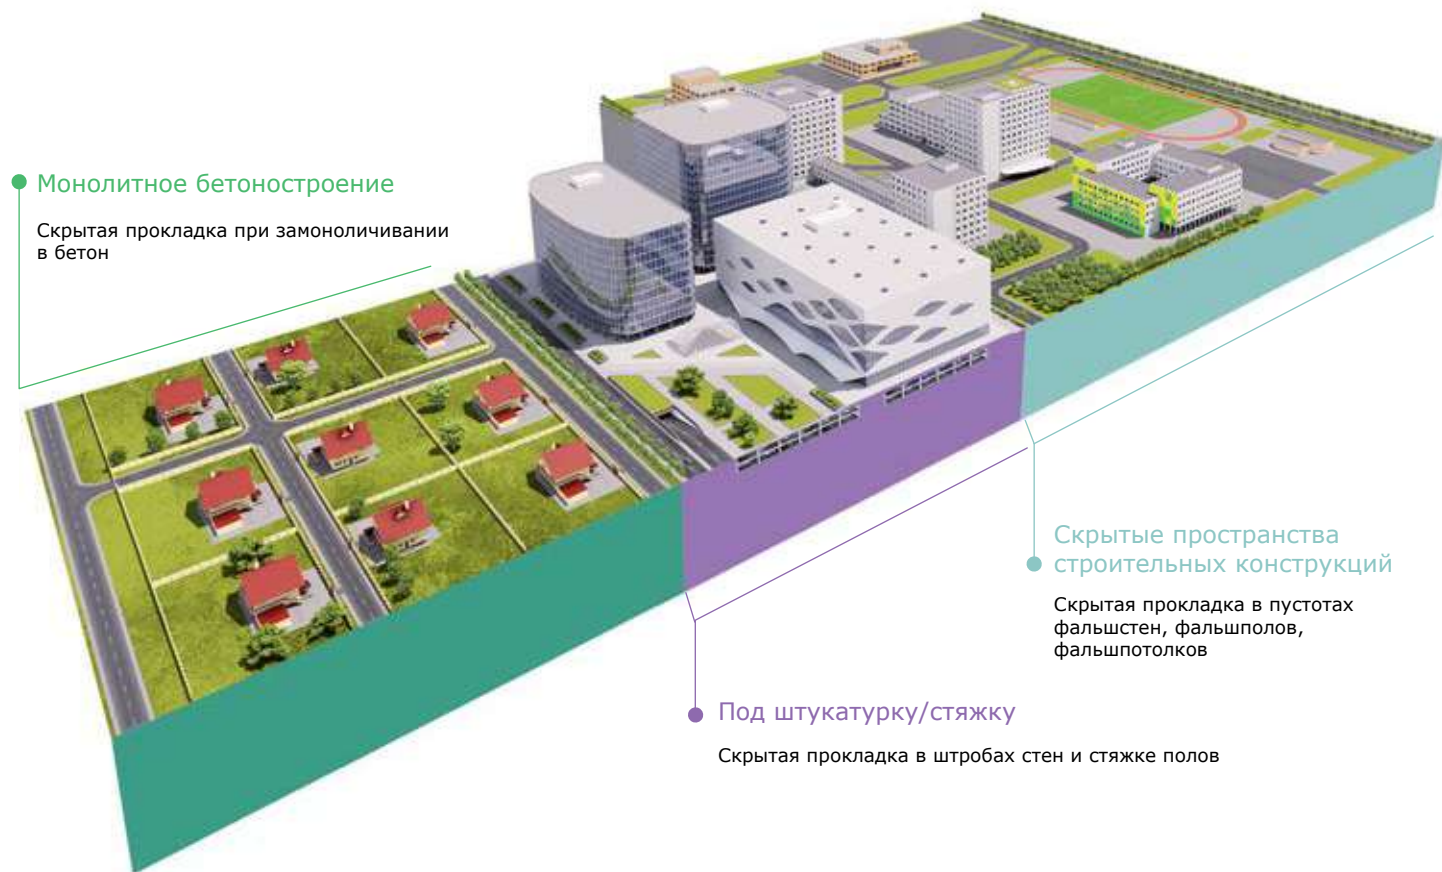 Монолитное бетоностроение
Скрытая прокладка при замоноличивании
в бетон
Скрытые пространства
строительных конструкций
Скрытая прокладка в пустотах
фальшстен, фальшполов,
фальшпотолков
Под штукатурку/стяжку
Скрытая прокладка в штробах стен и стяжке полов